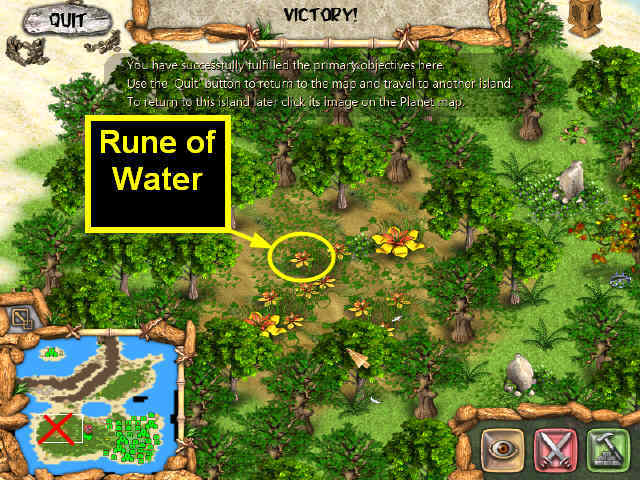 QUIT
VICTORY!
You have successfully fulfilled the primary objectives here.
Use the "Quit" button to return to the map and travel to another island.
To return to this island later click its image on the Planet map.
Rune of
Water